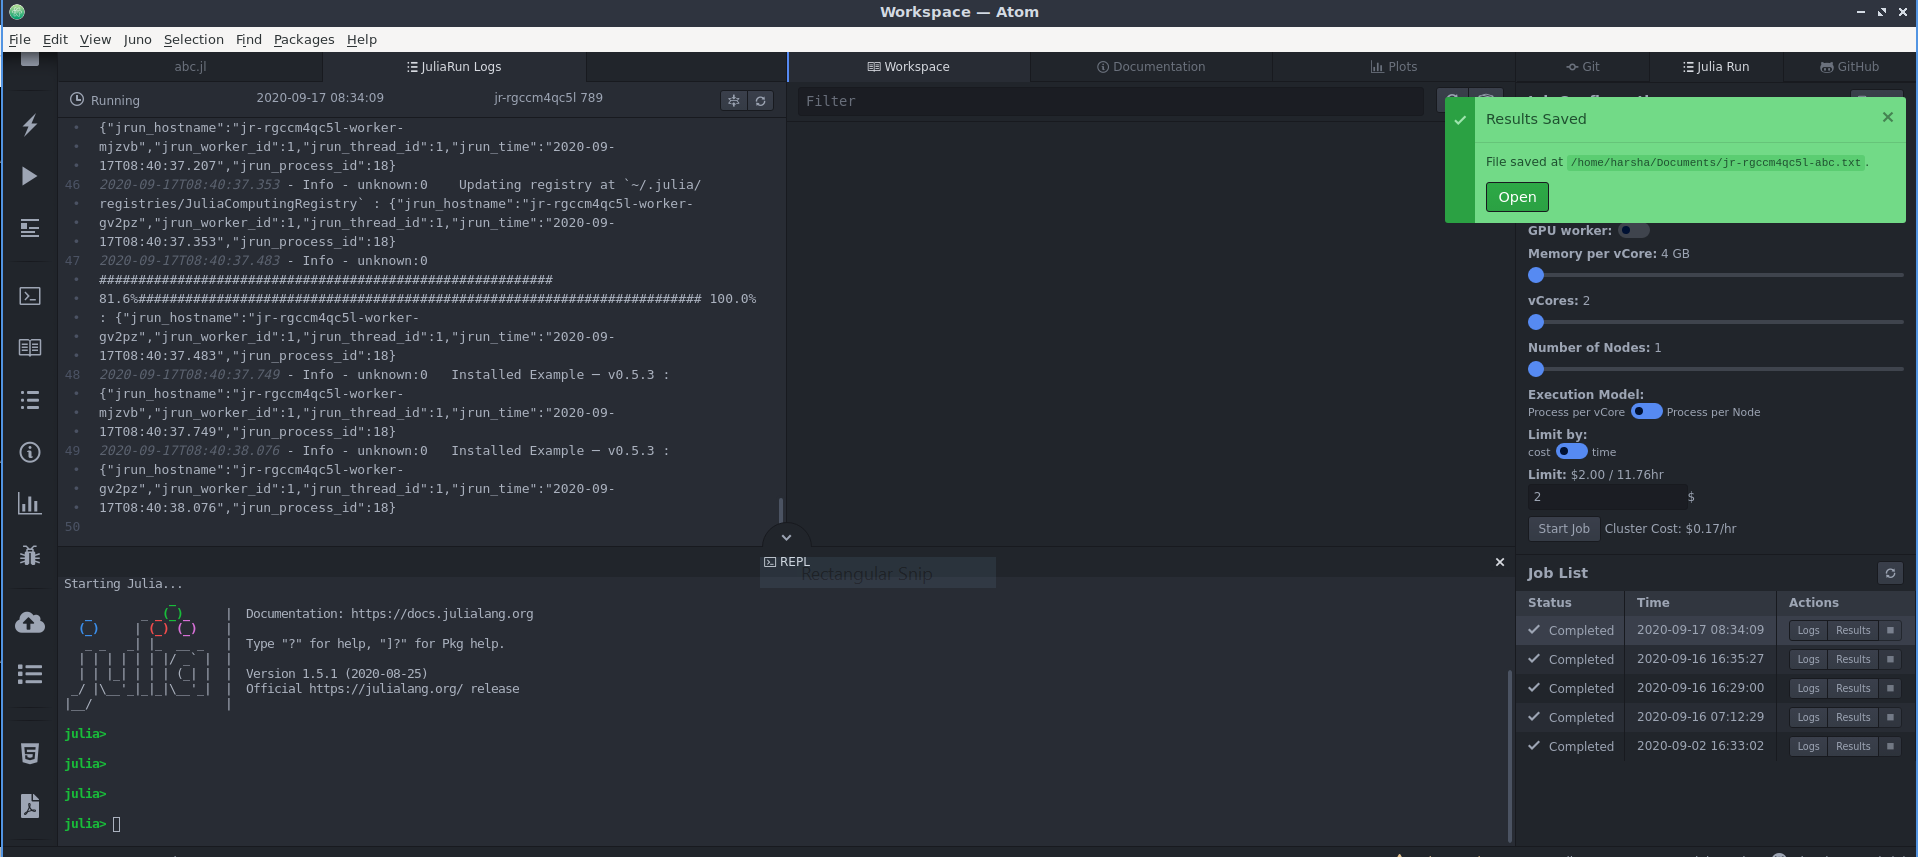 Workspace — Atom
File Edit View Juno Selection Find Packages Help
abc.jl
JuliaRun Logs
Workspace
Documentation
Plots
Git
Julia Run
GitHub
Running 2020-09-17 08:34:09 jr-rgccm4qc5l 789
Filter
{"jrun_hostname":"jr-rgccm4qc5l-worker-
mjzvb","jrun_worker_id":1,"jrun_thread_id":1,"jrun_time":"2020-09-
17T08:40:37.207","jrun_process_id":18}
46 2020-09-17T08:40:37.353 - Info - unknown:0 Updating registry at `~/.julia/
registries/JuliaComputingRegistry` : {"jrun_hostname":"jr-rgccm4qc5l-worker-
gv2pz","jrun_worker_id":1,"jrun_thread_id":1,"jrun_time":"2020-09-
17T08:40:37.353","jrun_process_id":18}
47 2020-09-17T08:40:37.483 - Info - unknown:0
##########################################################
81.6%######################################################################## 100.0%
: {"jrun_hostname":"jr-rgccm4qc5l-worker-
gv2pz","jrun_worker_id":1,"jrun_thread_id":1,"jrun_time":"2020-09-
17T08:40:37.483","jrun_process_id":18}
48 2020-09-17T08:40:37.749 - Info - unknown:0 Installed Example ─ v0.5.3 :
{"jrun_hostname":"jr-rgccm4qc5l-worker-
mjzvb","jrun_worker_id":1,"jrun_thread_id":1,"jrun_time":"2020-09-
17T08:40:37.749","jrun_process_id":18}
49 2020-09-17T08:40:38.076 - Info - unknown:0 Installed Example ─ v0.5.3 :
{"jrun_hostname":"jr-rgccm4qc5l-worker-
gv2pz","jrun_worker_id":1,"jrun_thread_id":1,"jrun_time":"2020-09-
17T08:40:38.076","jrun_process_id":18}
50
Results Saved
File saved at /home/harsha/Documents/jr-rgccm4qc5l-abc.txt.
Open
GPU worker:
Memory per vCore: 4 GB
vCores: 2
Number of Nodes: 1
Execution Model:
Process per vCore Process per Node
Limit by:
cost time
Limit: $2.00 / 11.76hr
2 $
Start Job Cluster Cost: $0.17/hr
REPL
Rectangular Snip
Starting Julia...
Documentation: https://docs.julialang.org
Type "?" for help, "]?" for Pkg help.
Version 1.5.1 (2020-08-25)
Official https://julialang.org/ release
julia>
julia>
julia>
julia>
Job List
Status Time Actions
Completed 2020-09-17 08:34:09 Logs Results
Completed 2020-09-16 16:35:27 Logs Results
Completed 2020-09-16 16:29:00 Logs Results
Completed 2020-09-16 07:12:29 Logs Results
Completed 2020-09-02 16:33:02 Logs Results